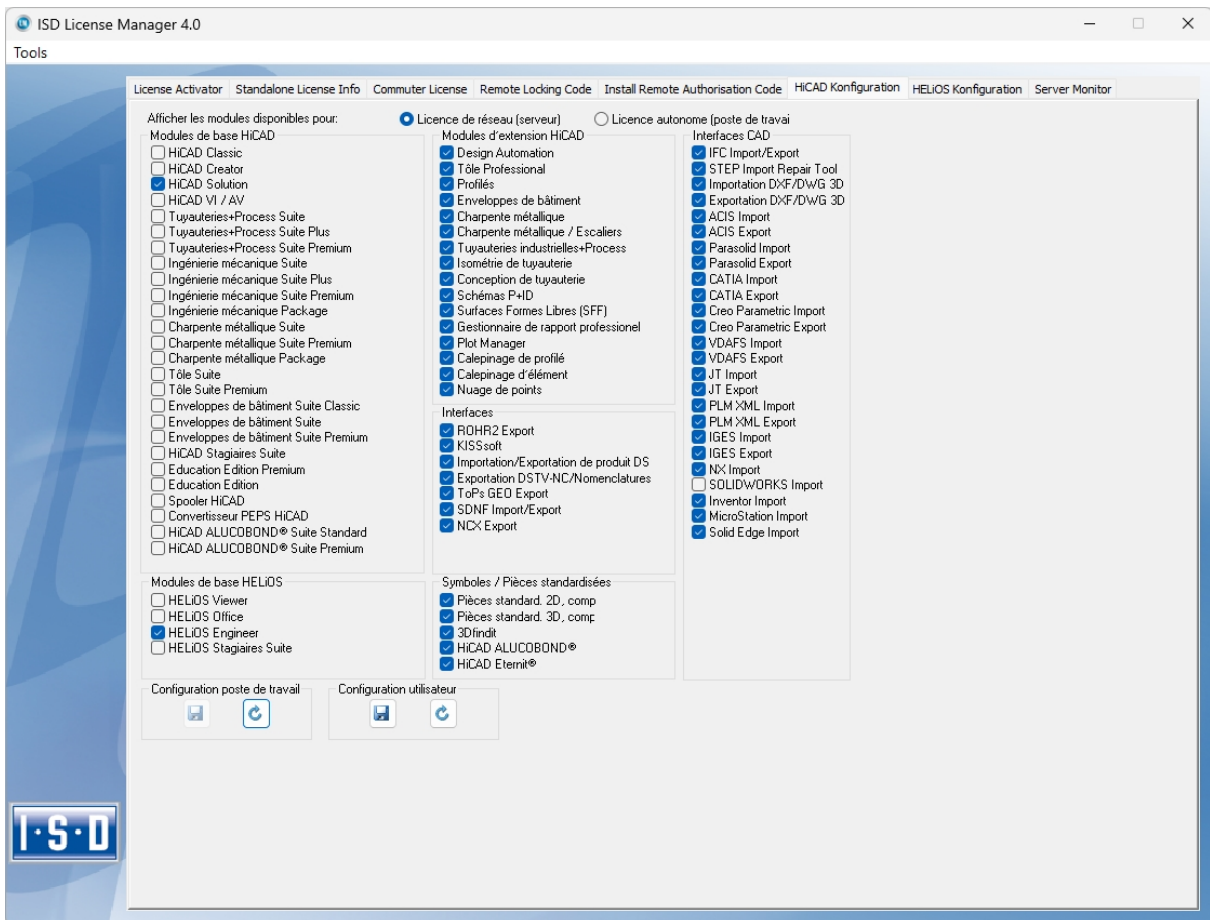 ISD License Manager 4.0
Tools
License Activator Standalone License Info Commuter License Remote Locking Code Install Remote Authorisation Code HiCAD Konfiguration HELiOS Konfiguration Server Monitor
Afficher les modules disponibles pour: Licence de réseau (serveur) Licence autonome (poste de travai
Modules de base HiCAD
HiCAD Classic
HiCAD Creator
HiCAD Solution
HiCAD VI / AV
Tuyauteries+Process Suite
Tuyauteries+Process Suite Plus
Tuyauteries+Process Suite Premium
Ingénierie mécanique Suite
Ingénierie mécanique Suite Plus
Ingénierie mécanique Suite Premium
Ingénierie mécanique Package
Charpente métallique Suite
Charpente métallique Suite Premium
Charpente métallique Package
Tôle Suite
Tôle Suite Premium
Enveloppes de bâtiment Suite Classic
Enveloppes de bâtiment Suite
Enveloppes de bâtiment Suite Premium
HiCAD Stagiaires Suite
Education Edition Premium
Education Edition
Spooler HiCAD
Convertisseur PEPS HiCAD
HiCAD ALUCOBOND® Suite Standard
HiCAD ALUCOBOND® Suite Premium
Modules de base HELiOS
HELiOS Viewer
HELiOS Office
HELiOS Engineer
HELiOS Stagiaires Suite
Modules d'extension HiCAD
Design Automation
Tôle Professional
Profilés
Enveloppes de bâtiment
Charpente métallique
Charpente métallique / Escaliers
Tuyauteries industrielles+Process
Isométrie de tuyauterie
Conception de tuyauterie
Schémas P+ID
Surfaces Formes Libres (SFF)
Gestionnaire de rapport professionel
Plot Manager
Calepinage de profilé
Calepinage d'élément
Nuage de points
Interfaces
ROHR2 Export
KISSsoft
Importation/Exportation de produit DS
Exportation DSTV-NC/Nomenclatures
ToPs GEO Export
SDNF Import/Export
NCX Export
Symboles / Pièces standardisées
Pièces standard. 2D, comp
Pièces standard. 3D, comp
3Dfindit
HiCAD ALUCOBOND®
HiCAD Eternit®
Interfaces CAD
IFC Import/Export
STEP Import Repair Tool
Importation DXF/DWG 3D
Exportation DXF/DWG 3D
ACIS Import
ACIS Export
Parasolid Import
Parasolid Export
CATIA Import
CATIA Export
Creo Parametric Import
Creo Parametric Export
VDAFS Import
VDAFS Export
JT Import
JT Export
PLM XML Import
PLM XML Export
IGES Import
IGES Export
NX Import
SOLIDWORKS Import
Inventor Import
MicroStation Import
Solid Edge Import
Configuration poste de travail
Configuration utilisateur
I·S·D